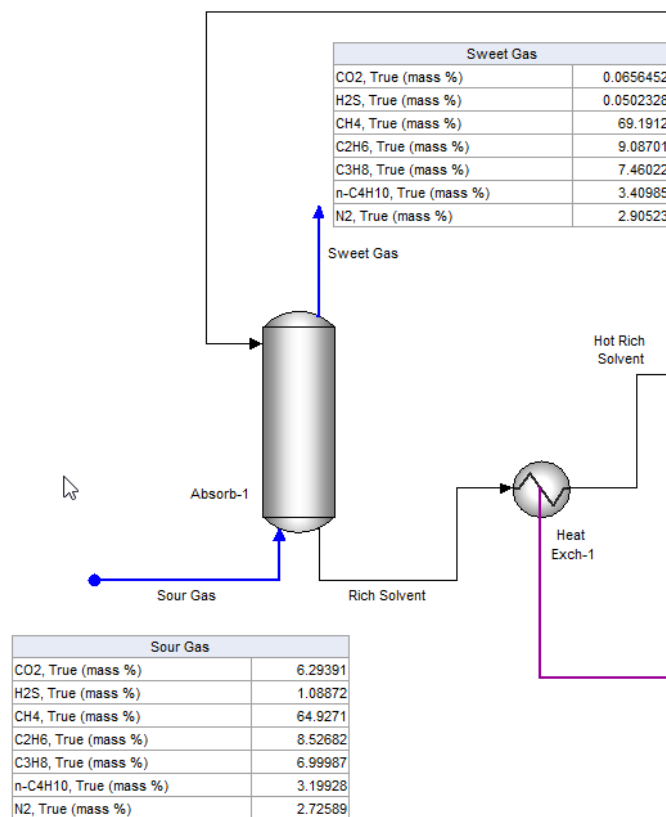 Sweet Gas
CO2, True (mass %) 0.0656452
H2S, True (mass %) 0.0502328
CH4, True (mass %) 69.1912
C2H6, True (mass %) 9.08701
C3H8, True (mass %) 7.46022
n-C4H10, True (mass %) 3.40985
N2, True (mass %) 2.90523
Sweet Gas
Hot Rich
Solvent
Absorb-1
Heat
Exch-1
Sour Gas
Rich Solvent
Sour Gas
CO2, True (mass %) 6.29391
H2S, True (mass %) 1.08872
CH4, True (mass %) 64.9271
C2H6, True (mass %) 8.52682
C3H8, True (mass %) 6.99987
n-C4H10, True (mass %) 3.19928
N2, True (mass %) 2.72589